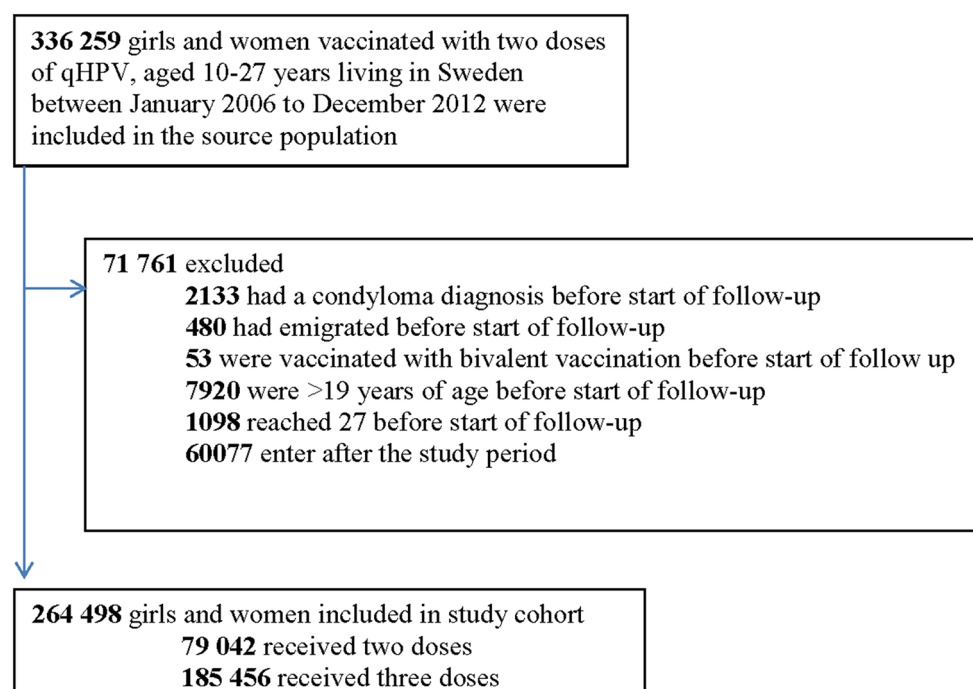 336 259 girls and women vaccinated with two doses
of qHPV, aged 10-27 years living in Sweden
between January 2006 to December 2012 were
included in the source population
71 761 excluded
2133 had a condyloma diagnosis before start of follow-up
480 had emigrated before start of follow-up
53 were vaccinated with bivalent vaccination before start of follow up
7920 were >19 years of age before start of follow-up
1098 reached 27 before start of follow-up
60077 enter after the study period
264 498 girls and women included in study cohort
79 042 received two doses
185 456 received three doses